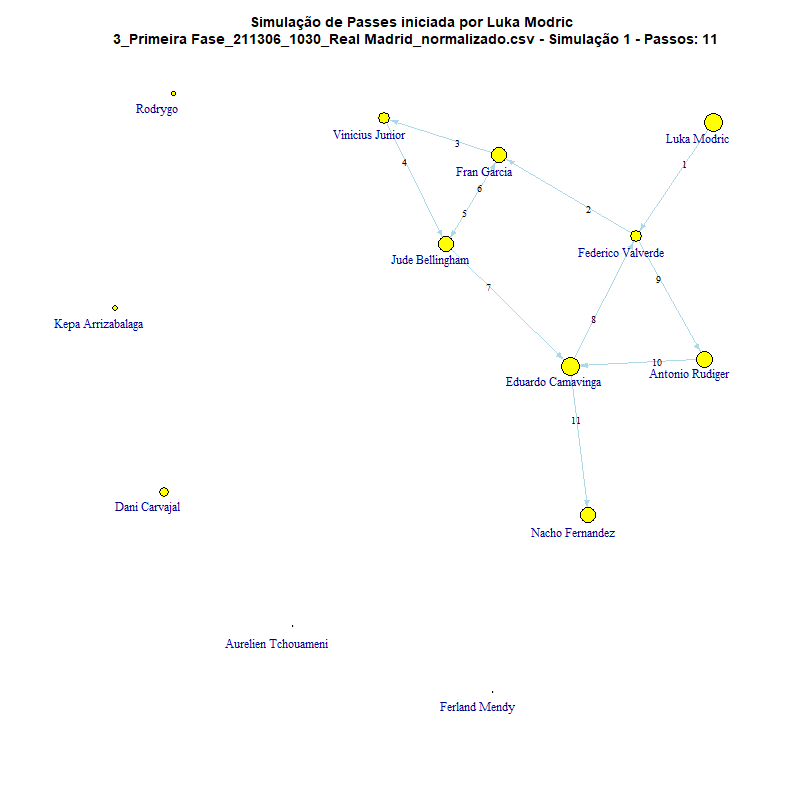 Simulação de Passes iniciada por Luka Modric
3_Primeira Fase_211306_1030_Real Madrid_normalizado.csv - Simulação 1 - Passos: 11
Rodrygo
Vinicius Junior
3
Luka Modric
4
Fran Garcia
1
6
5
2
Jude Bellingham
Federico Valverde
7
9
Kepa Arrizabalaga
8
10
Eduardo Camavinga
Antonio Rudiger
11
Dani Carvajal
Nacho Fernandez
Aurelien Tchouameni
Ferland Mendy